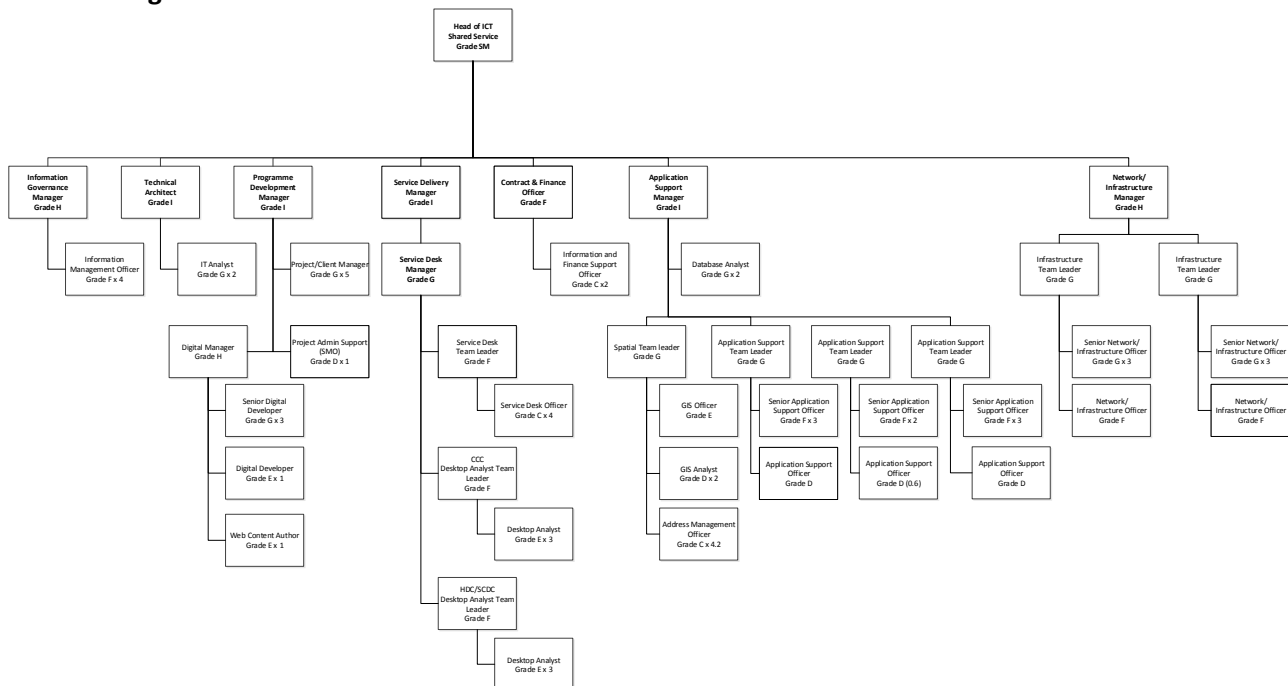 Head of ICT
Shared Service
Grade SM
Information
Governance
Manager
Grade H
Technical
Architect
Grade I
Programme
Development
Manager
Grade I
Service Delivery
Manager
Grade I
Contract & Finance
Officer
Grade F
Application
Support
Manager
Grade I
Network/
Infrastructure
Manager
Grade H
Information
Management Officer
Grade F x 4
IT Analyst
Grade G x 2
Project/Client Manager
Grade G x 5
Service Desk
Manager
Grade G
Information and
Finance Support
Officer
Grade C x2
Database Analyst
Grade G x 2
Infrastructure
Team Leader
Grade G
Infrastructure
Team Leader
Grade G
Digital Manager
Grade H
Project Admin Support
(SMO)
Grade D x 1
Service Desk
Team Leader
Grade F
Spatial Team leader
Grade G
Application Support
Team Leader
Grade G
Application Support
Team Leader
Grade G
Application Support
Team Leader
Grade G
Senior Network/
Infrastructure Officer
Grade G x 3
Senior Network/
Infrastructure Officer
Grade G x 3
Senior Digital
Developer
Grade G x 3
Service Desk Officer
Grade C x 4
GIS Officer
Grade E
Senior Application
Support Officer
Grade F x 3
Senior Application
Support Officer
Grade F x 2
Senior Application
Support Officer
Grade F x 3
Network/
Infrastructure Officer
Grade F
Network/
Infrastructure Officer
Grade F
Digital Developer
Grade E x 1
CCC
Desktop Analyst Team
Leader
Grade F
GIS Analyst
Grade D x 2
Application Support
Officer
Grade D
Application Support
Officer
Grade D (0.6)
Application Support
Officer
Grade D
Web Content Author
Grade E x 1
Desktop Analyst
Grade E x 3
Address Management
Officer
Grade C x 4.2
HDC/SCDC
Desktop Analyst Team
Leader
Grade F
Desktop Analyst
Grade E x 3